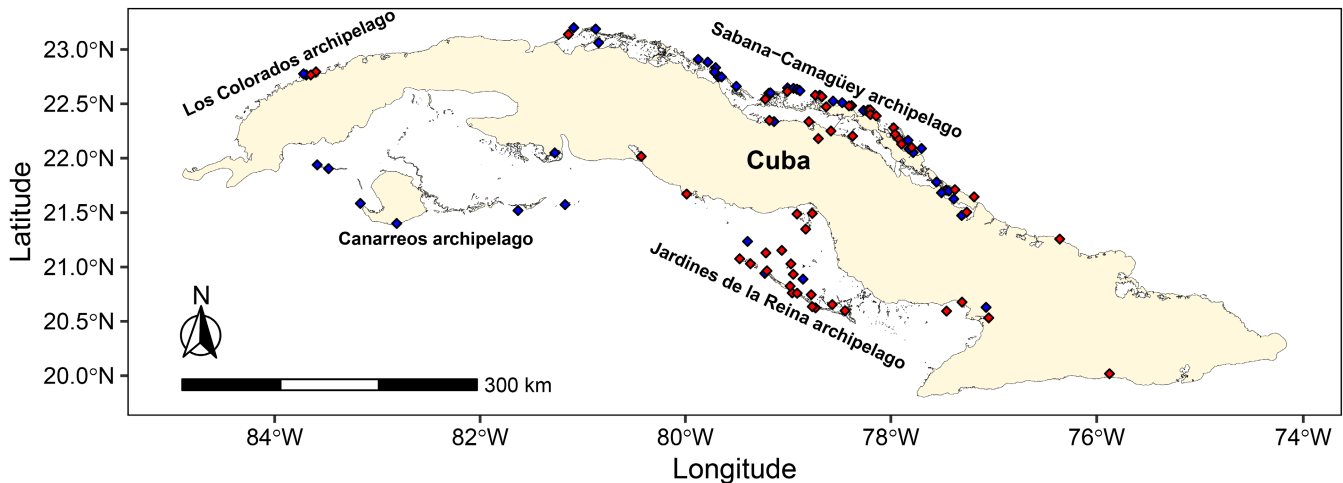 Los Colorados archipelago
Sabana−Camagüey archipelago
Cuba
Canarreos archipelago
Jardines de la Reina archipelago
N
300 km
23.0°N
22.5°N
22.0°N
21.5°N
21.0°N
20.5°N
20.0°N
Latitude
84°W 82°W 80°W 78°W 76°W 74°W
Longitude